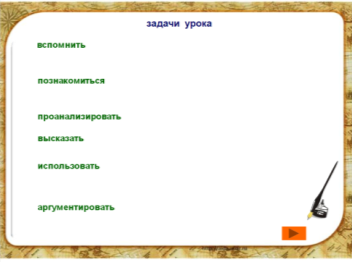 задачи урока
вспомнить
познакомиться
проанализировать
высказать
использовать
аргументировать